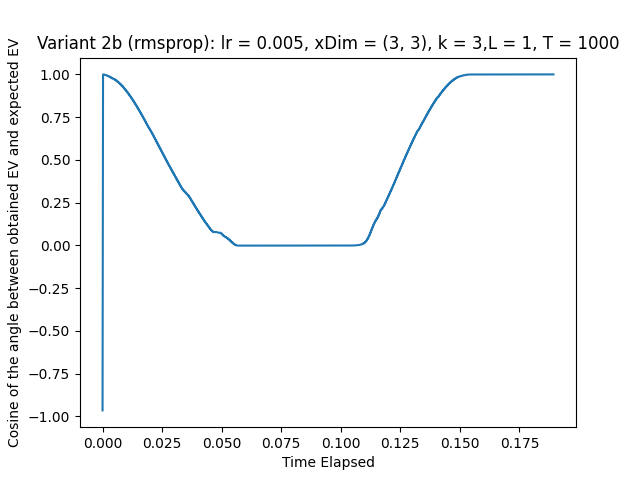 Variant 2b (rmsprop): lr = 0.005, xDim = (3, 3), k = 3,L = 1, T = 1000
Cosine of the angle between obtained EV and expected EV
1.00
0.75
0.50
0.25
0.00
−0.25
−0.50
−0.75
−1.00
0.000 0.025 0.050 0.075 0.100 0.125 0.150 0.175
Time Elapsed